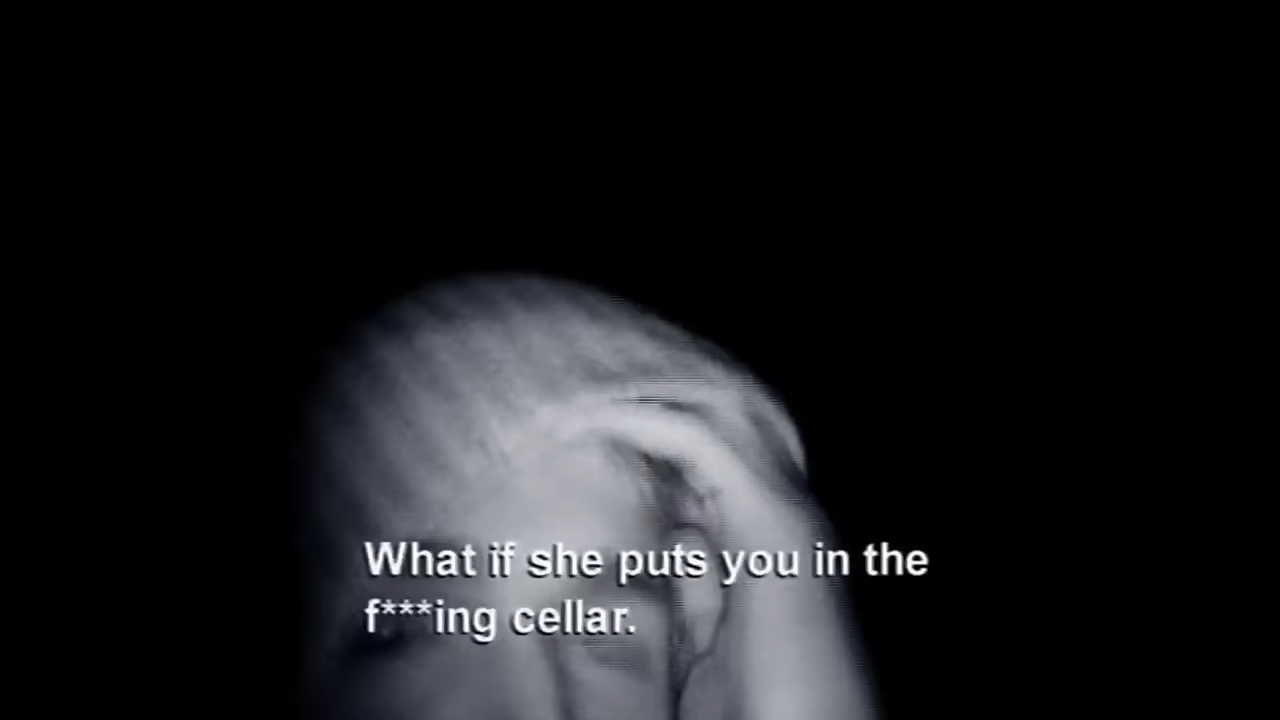 What if she puts you in the
f***ing cellar.